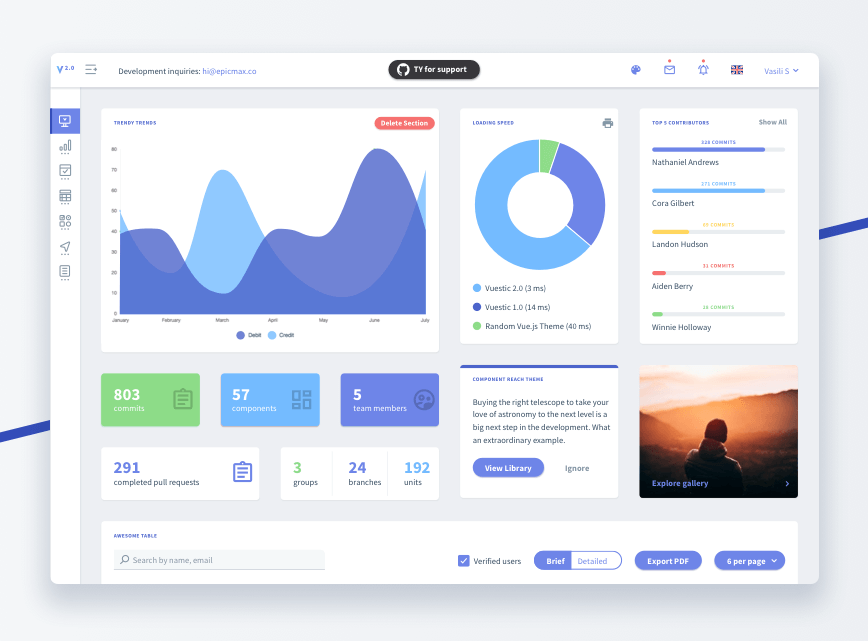 V 2.0
Development inquiries: hi@epicmax.co
TY for support
Vasili S
TRENDY TRENDS
Delete Section
80
70
60
50
40
30
20
10
0
January February March April May June July
Debit Credit
LOADING SPEED
Vuestic 2.0 (3 ms)
Vuestic 1.0 (14 ms)
Random Vue.js Theme (40 ms)
TOP 5 CONTRIBUTORS
Show All
Nathaniel Andrews
271 COMMITS
Cora Gilbert
COMMITS
Landon Hudson
31 COMMITS
Aiden Berry
COMMITS
Winnie Holloway
803
commits
57
components
5
team members
291
completed pull requests
3
groups
24
branches
192
units
COMPONENT REACH THEME
Buying the right telescope to take your
love of astronomy to the next level is a
big next step in the development. What
an extraordinary example.
View Library
Ignore
Explore gallery
AWESOME TABLE
Search by name, email
Verified users
Brief Detailed
Export PDF
6 per page